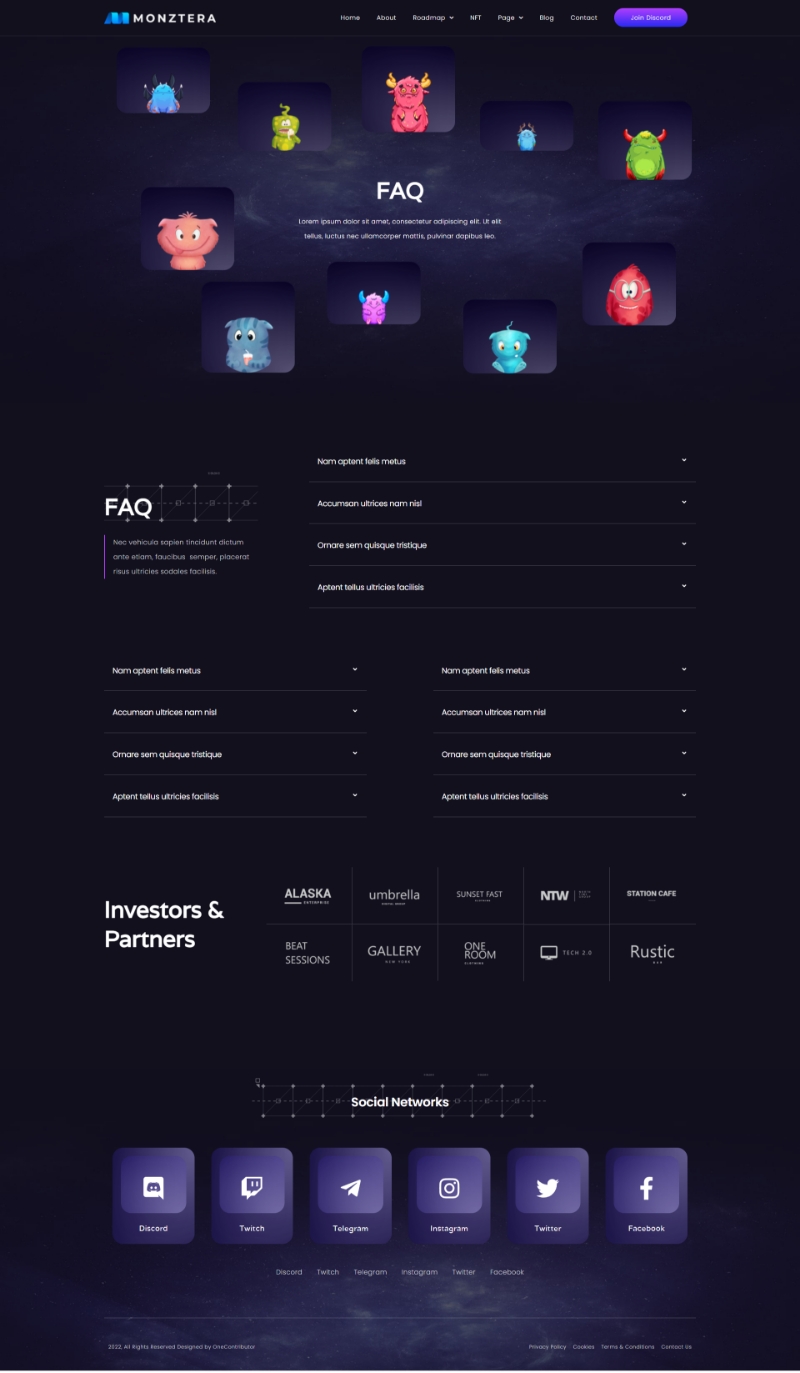 MONZTERA
Home About Roadmap NFT Page Blog Contact Join Discord
FAQ
Lorem ipsum dolor sit amet, consectetur adipiscing elit. Ut elit
tellus, luctus nec ullamcorper mattis, pulvinar dapibus leo.
FAQ
Nec vehicula sapien tincidunt dictum
ante etiam, faucibus semper, placerat
risus ultricies sodales facilisis.
Nam aptent felis metus
Accumsan ultrices nam nisl
Ornare sem quisque tristique
Aptent tellus ultricies facilisis
Nam aptent felis metus
Accumsan ultrices nam nisl
Ornare sem quisque tristique
Aptent tellus ultricies facilisis
Nam aptent felis metus
Accumsan ultrices nam nisl
Ornare sem quisque tristique
Aptent tellus ultricies facilisis
Investors &
Partners
ALASKA
ENTERPRISE
umbrella
SUNSET FAST
NTW
STATION CAFE
BEAT
SESSIONS
GALLERY
NEW YORK
ONE
ROOM
TECH 2.0
Rustic
BAR
Social Networks
Discord Twitch Telegram Instagram Twitter Facebook
Discord Twitch Telegram Instagram Twitter Facebook
2022, All Rights Reserved Designed by OneContributor
Privacy Policy Cookies Terms & Conditions Contact Us